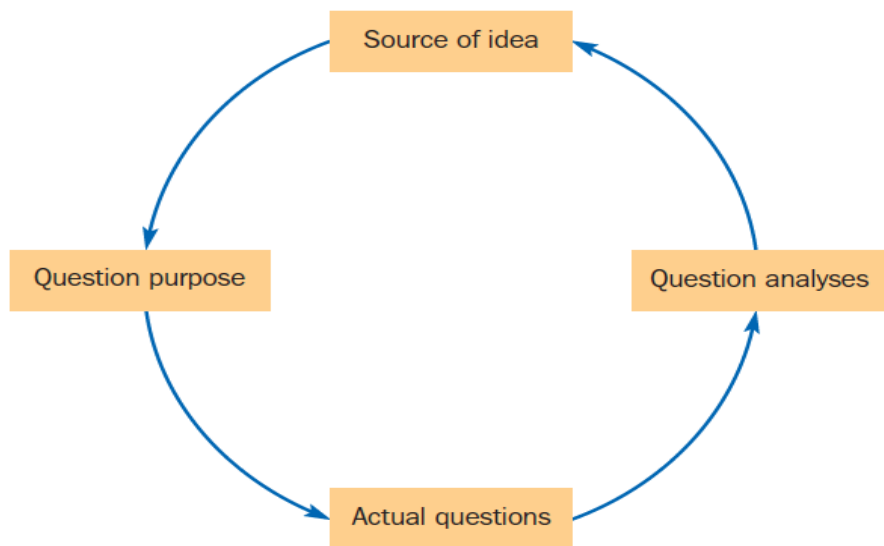 Source of idea
Question purpose
Question analyses
Actual questions